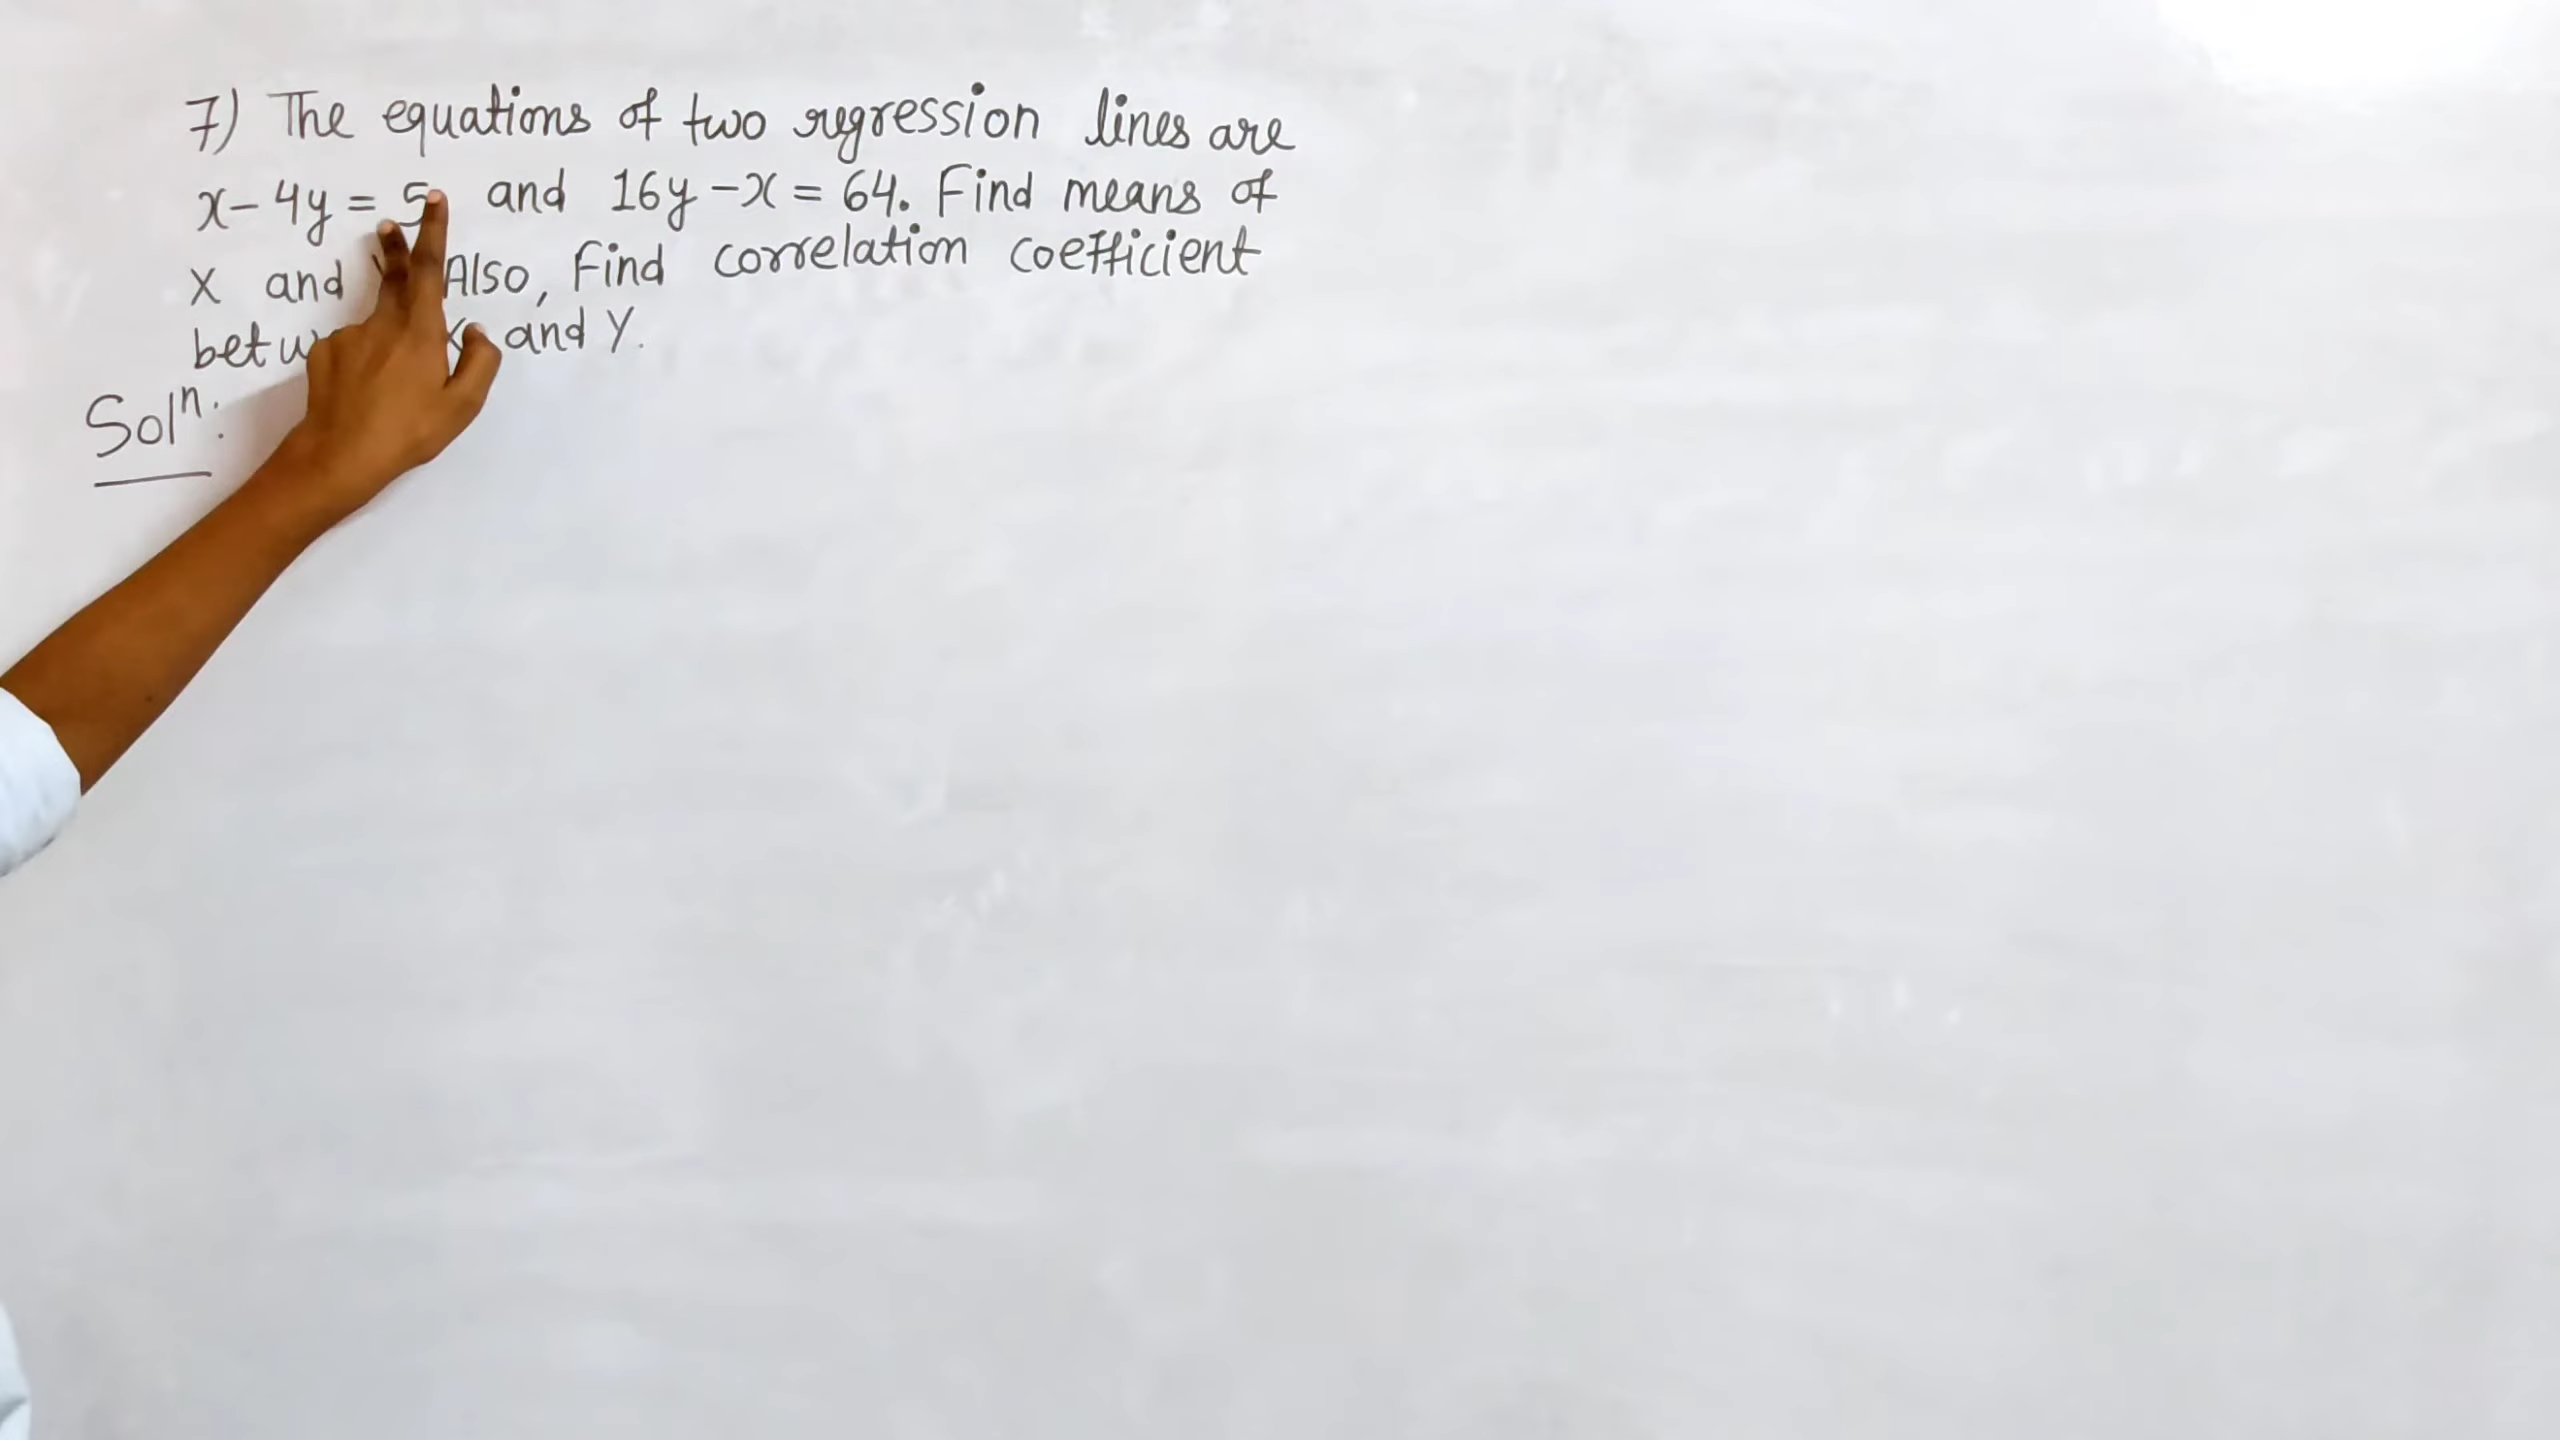 7) The equations of two regression lines are
x - 4y = 5 and 16y - x = 64. Find means of
X and Also, Find correlation coefficient
and Y.
Solⁿ: